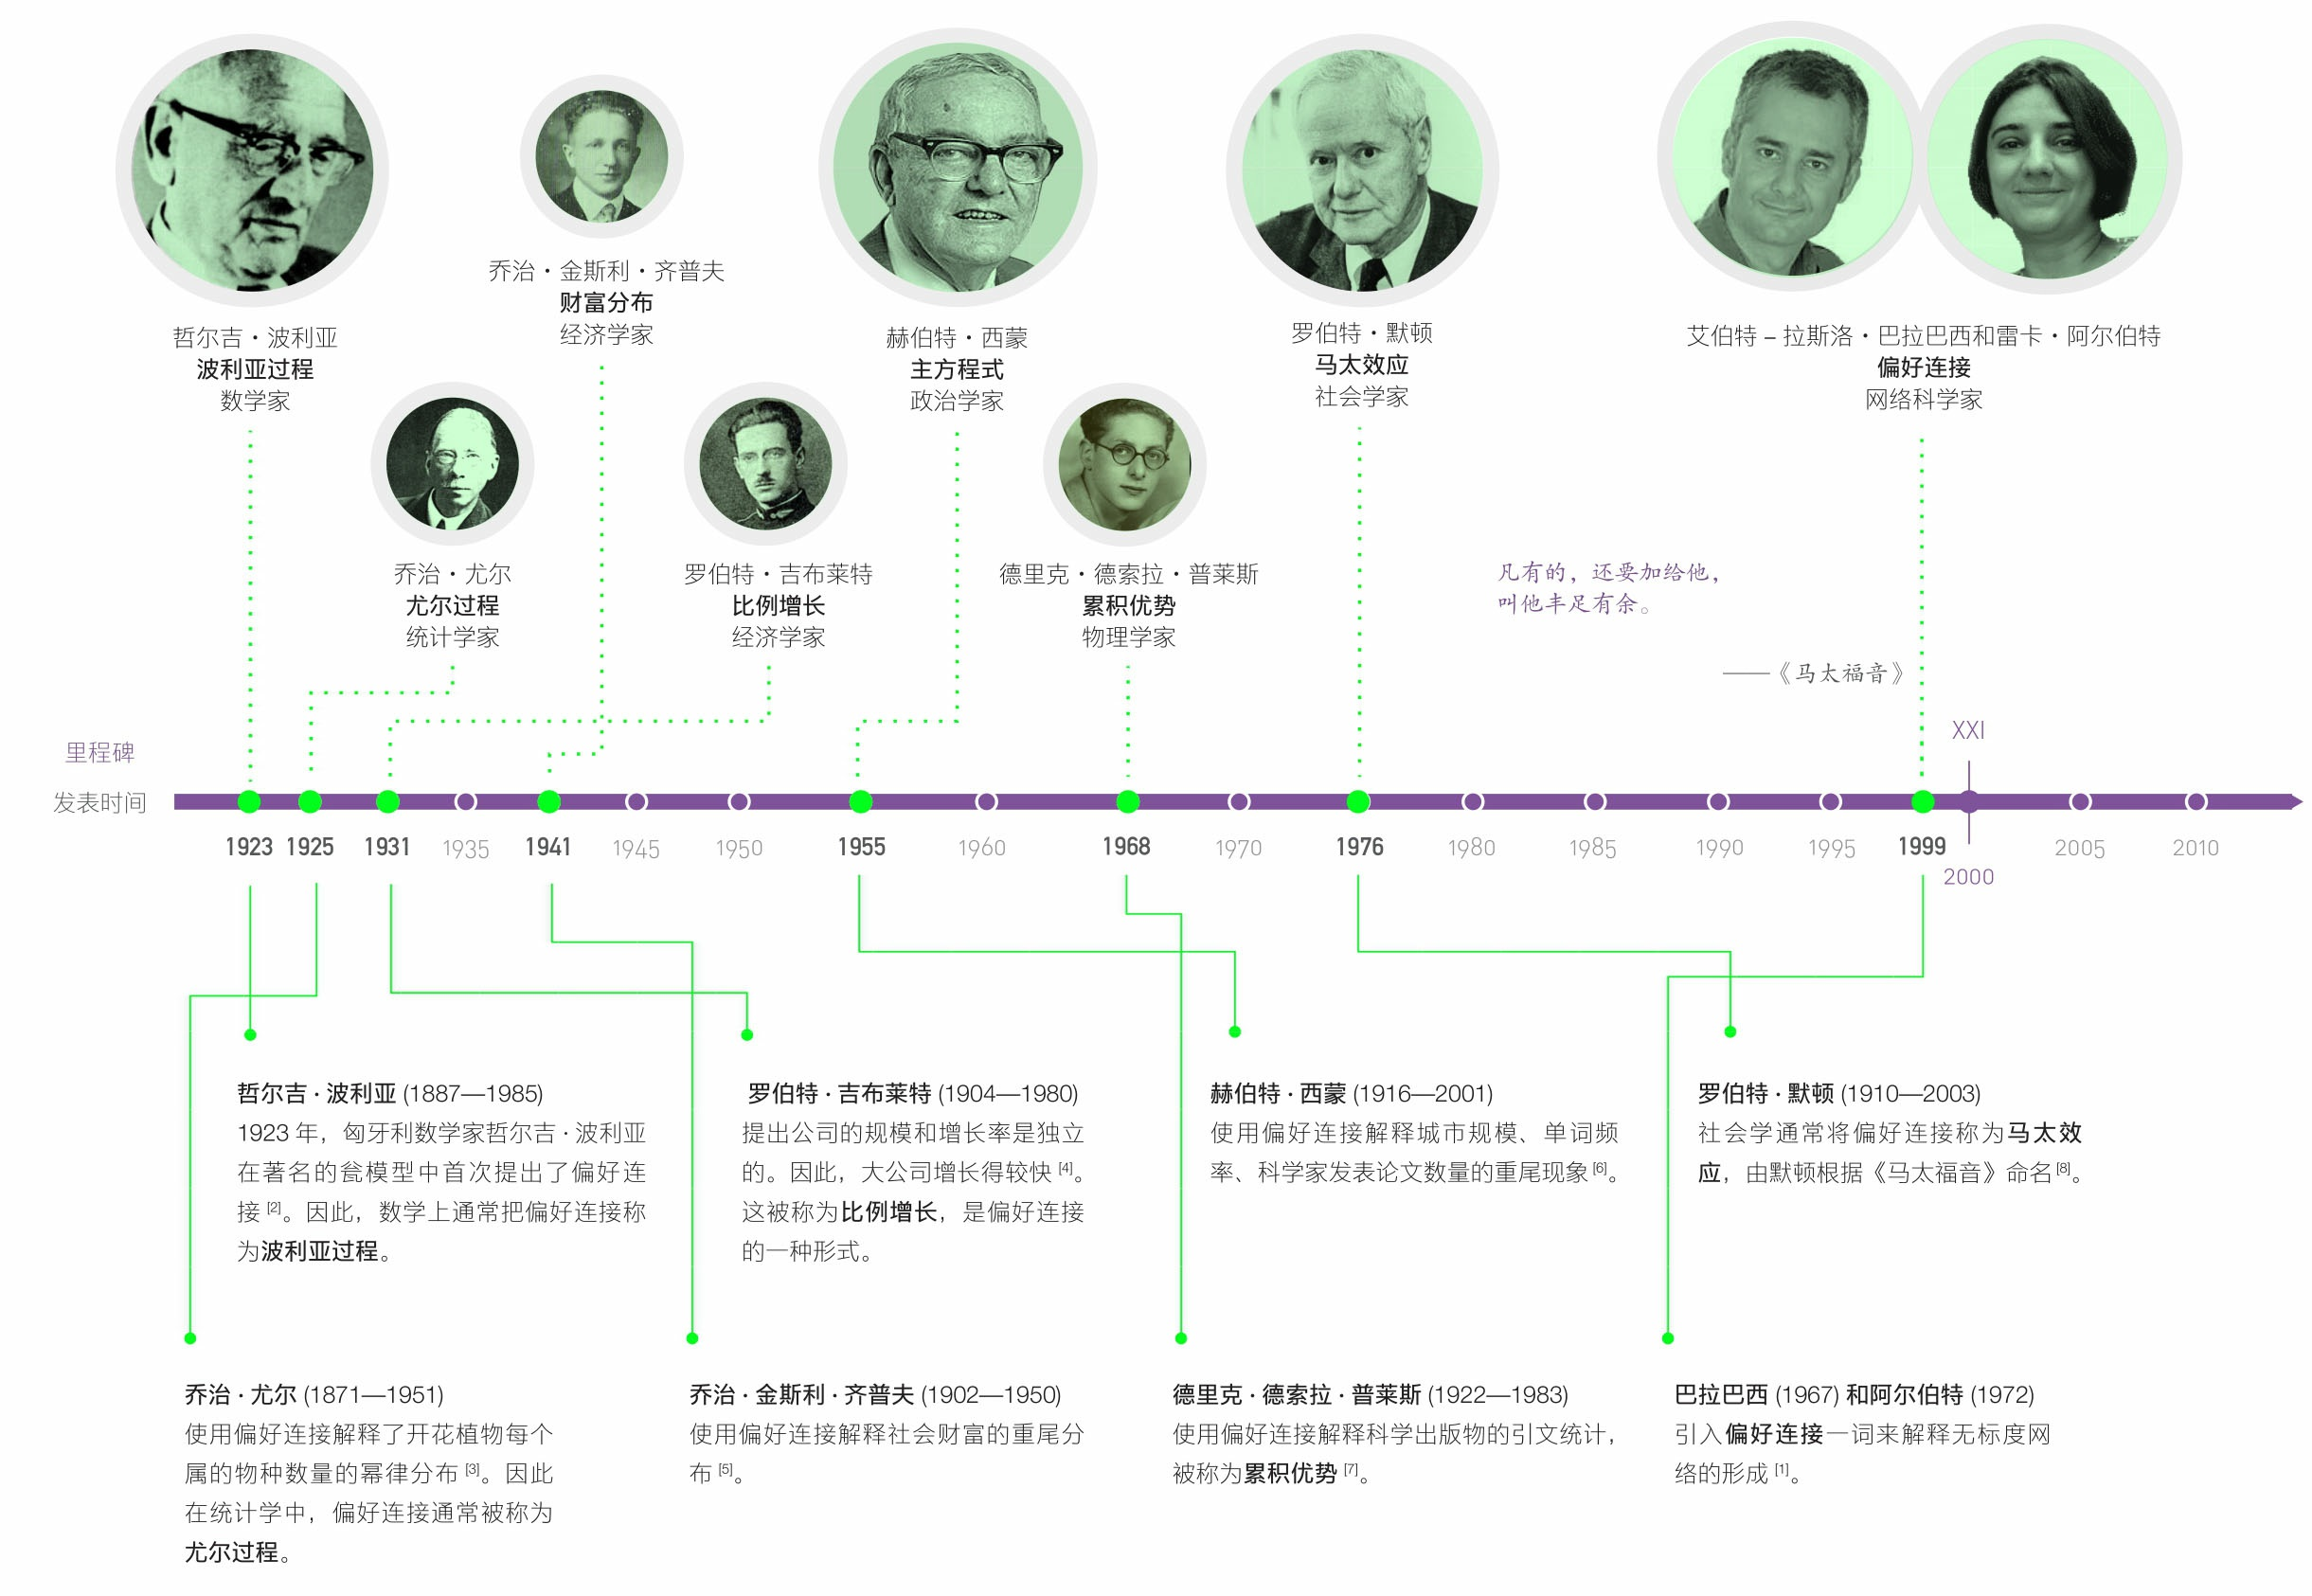 哲尔吉·波利亚
波利亚过程
数学家
乔治·金斯利·齐普夫
财富分布
经济学家
赫伯特·西蒙
主方程式
政治学家
罗伯特·默顿
马太效应
社会学家
艾伯特–拉斯洛·巴拉巴西和雷卡·阿尔伯特
偏好连接
网络科学家
乔治·尤尔
尤尔过程
统计学家
罗伯特·吉布莱特
比例增长
经济学家
德里克·德索拉·普莱斯
累积优势
物理学家
凡有的，还要加给他，
叫他丰足有余。
——《马太福音》
里程碑
XXI
发表时间
1923 1925 1931 1935 1941 1945 1950 1955 1960 1968 1970 1976 1980 1985 1990 1995 1999 2005 2010
2000
哲尔吉·波利亚 (1887—1985)
1923 年，匈牙利数学家哲尔吉·波利亚
在著名的瓮模型中首次提出了偏好连
接 [2]。因此，数学上通常把偏好连接称
为波利亚过程。
罗伯特·吉布莱特 (1904—1980)
提出公司的规模和增长率是独立
的。因此，大公司增长得较快 [4]。
这被称为比例增长，是偏好连接
的一种形式。
赫伯特·西蒙 (1916—2001)
使用偏好连接解释城市规模、单词频
率、科学家发表论文数量的重尾现象 [6]。
罗伯特·默顿 (1910—2003)
社会学通常将偏好连接称为马太效
应，由默顿根据《马太福音》命名 [8]。
乔治·尤尔 (1871—1951)
使用偏好连接解释了开花植物每个
属的物种数量的幂律分布 [3]。因此
在统计学中，偏好连接通常被称为
尤尔过程。
乔治·金斯利·齐普夫 (1902—1950)
使用偏好连接解释社会财富的重尾分
布 [5]。
德里克·德索拉·普莱斯 (1922—1983)
使用偏好连接解释科学出版物的引文统计，
被称为累积优势 [7]。
巴拉巴西 (1967) 和阿尔伯特 (1972)
引入偏好连接一词来解释无标度网
络的形成 [1]。